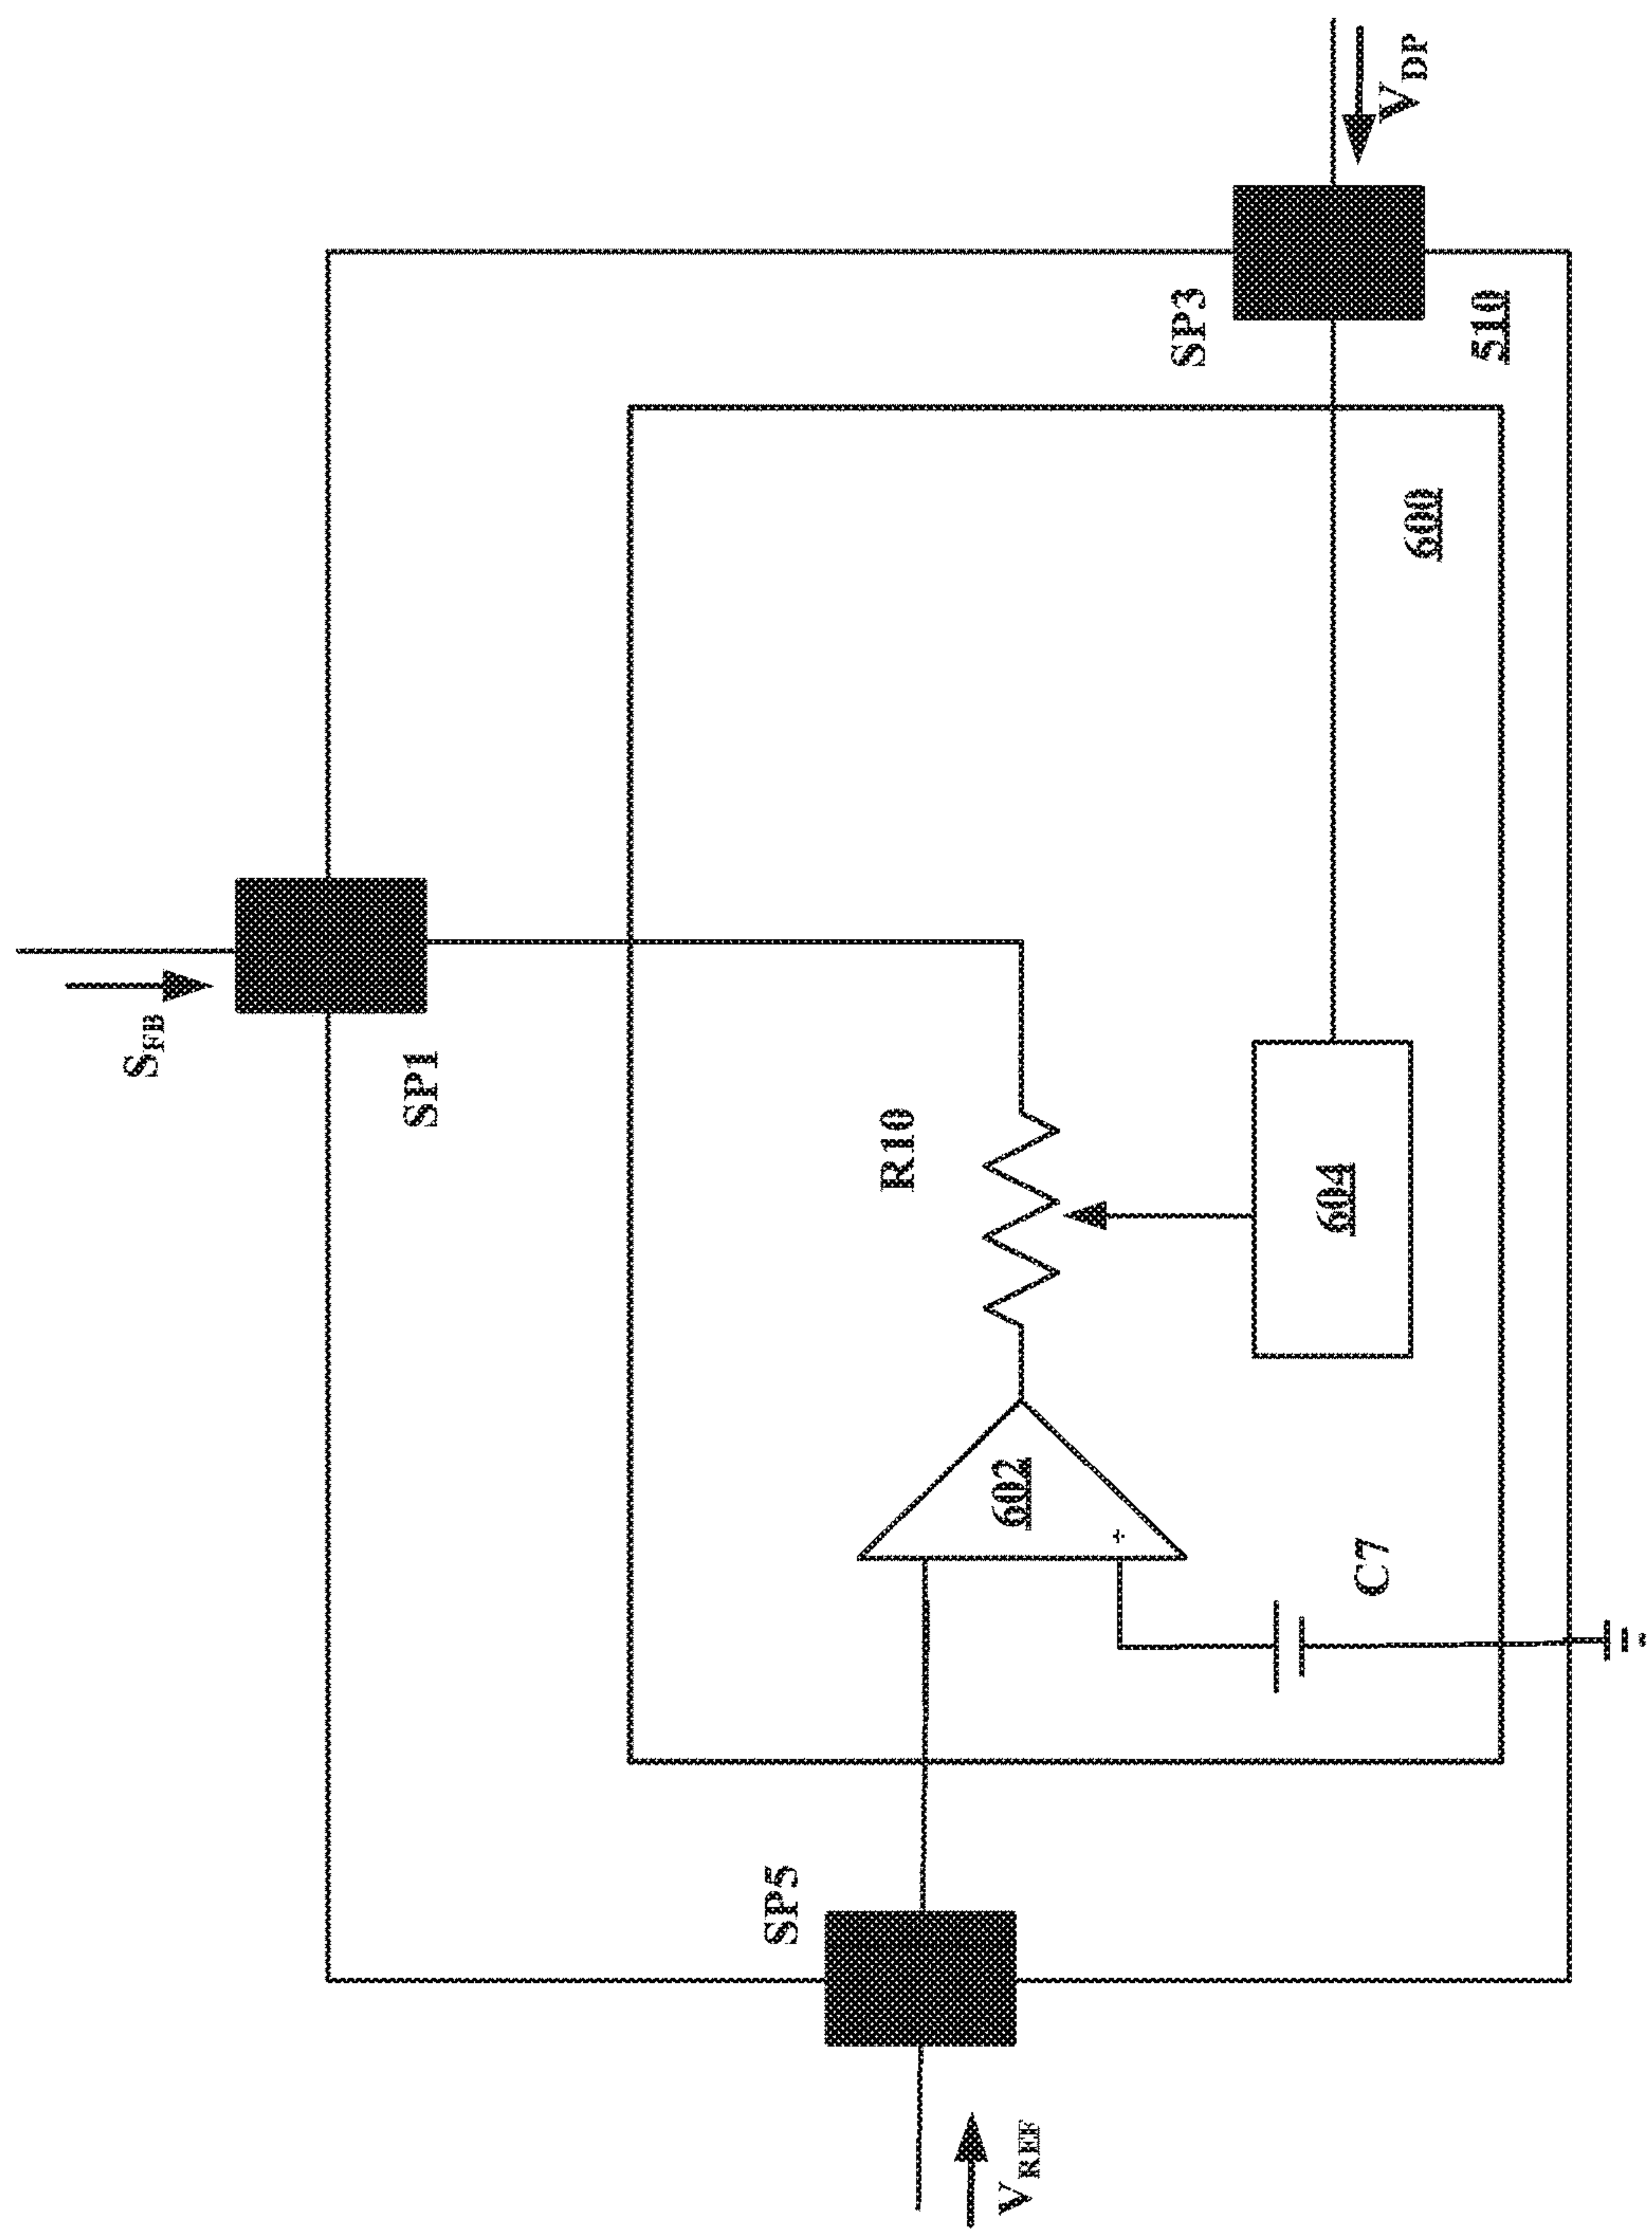 SP5
V_REF
602
+
C7
R10
604
SP1
S_FB
600
SP3
510
V_DP